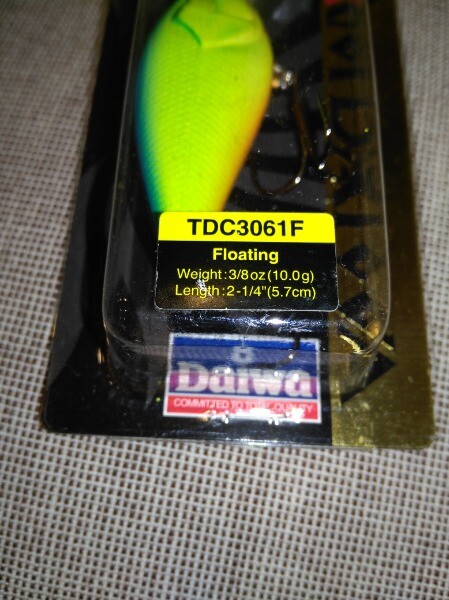 TDC3061F
Floating
Weight:3/8oz(10.0g)
Length:2-1/4"(5.7cm)
Daiwa
COMMITTED TO TOTAL QUALITY